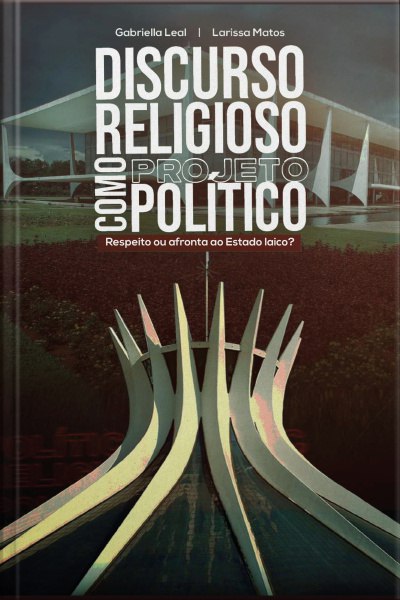 Gabriella Leal | Larissa Matos
DISCURSO
RELIGIOSO
COMO PROJETO
POLÍTICO
Respeito ou afronta ao Estado laico?